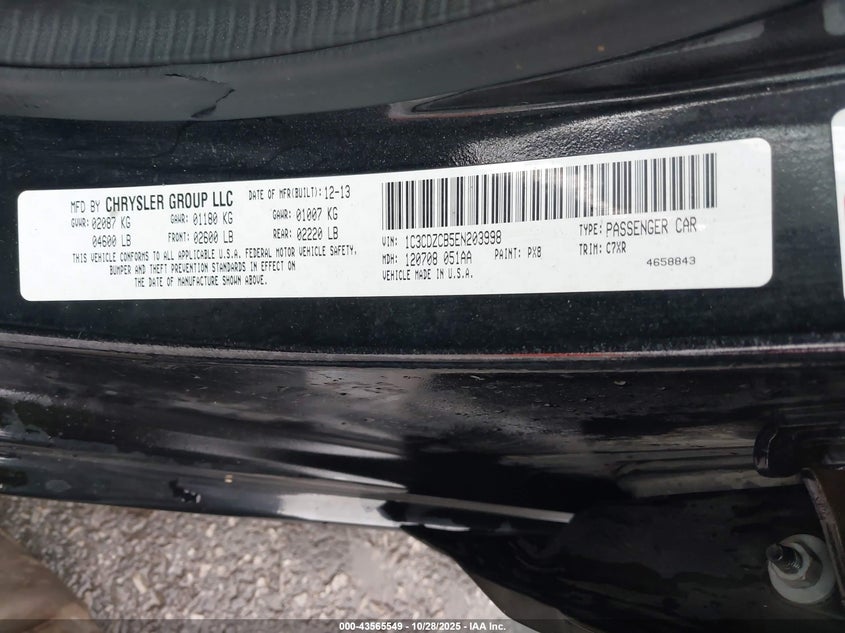 MFD BY CHRYSLER GROUP LLC DATE OF MFR(BUILT): 12-13
GVWR: 02087 KG GAWR: 01180 KG GAWR: 01007 KG
04600 LB FRONT: 02600 LB REAR: 02220 LB
THIS VEHICLE CONFORMS TO ALL APPLICABLE U.S.A. FEDERAL MOTOR VEHICLE SAFETY,
BUMPER AND THEFT PREVENTION STANDARDS IN EFFECT ON
THE DATE OF MANUFACTURE SHOWN ABOVE.
VIN: 1C3CDZCB5EN203998 TYPE: PASSENGER CAR
MDH: 120708 051AA PAINT: PX8 TRIM: C7XR
VEHICLE MADE IN U.S.A. 4658843
000-43565549 | 10/28/2025 - IAA Inc.